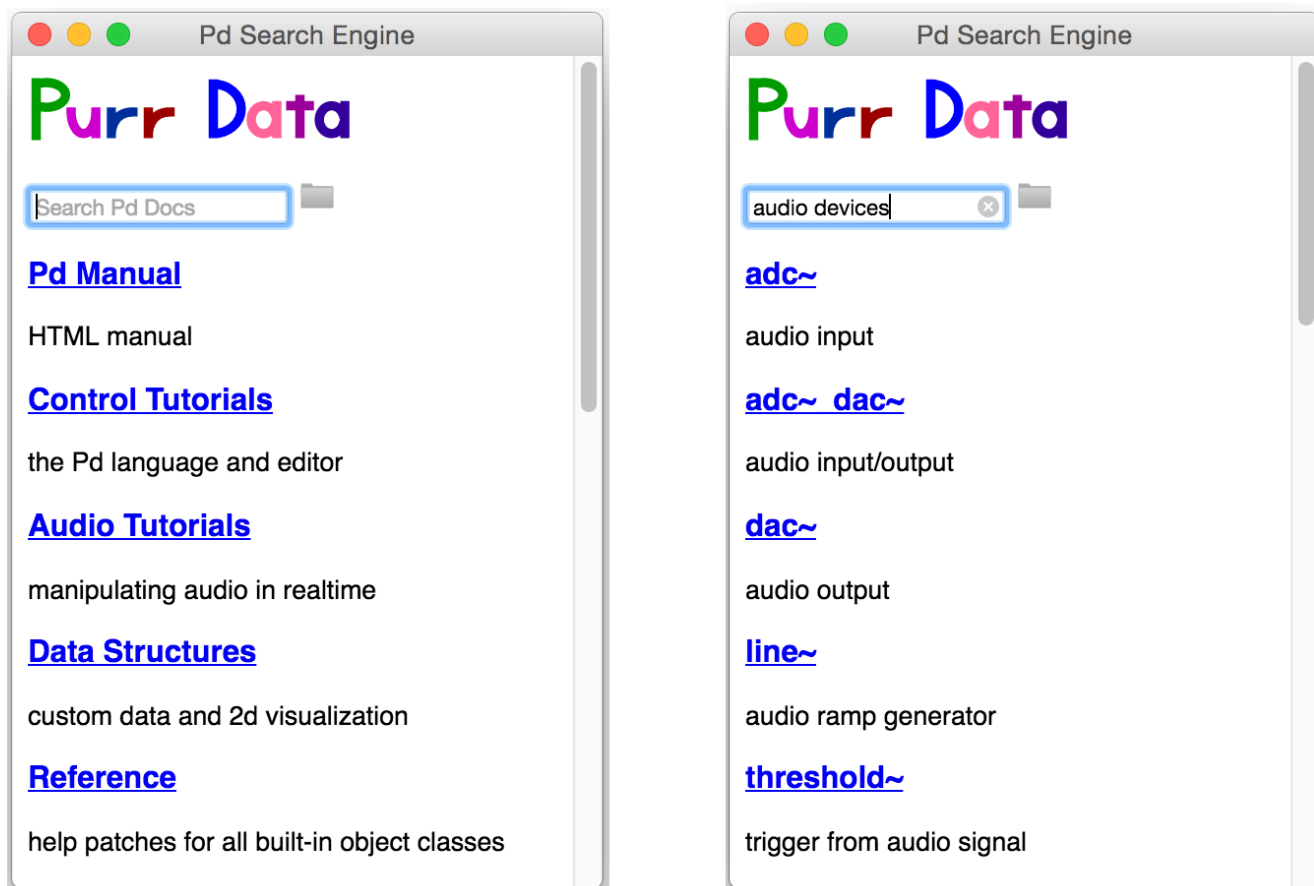 Pd Search Engine
Purr Data
Search Pd Docs
Pd Manual
HTML manual
Control Tutorials
the Pd language and editor
Audio Tutorials
manipulating audio in realtime
Data Structures
custom data and 2d visualization
Reference
help patches for all built-in object classes
Pd Search Engine
Purr Data
audio devices
adc~
audio input
adc~ dac~
audio input/output
dac~
audio output
line~
audio ramp generator
threshold~
trigger from audio signal